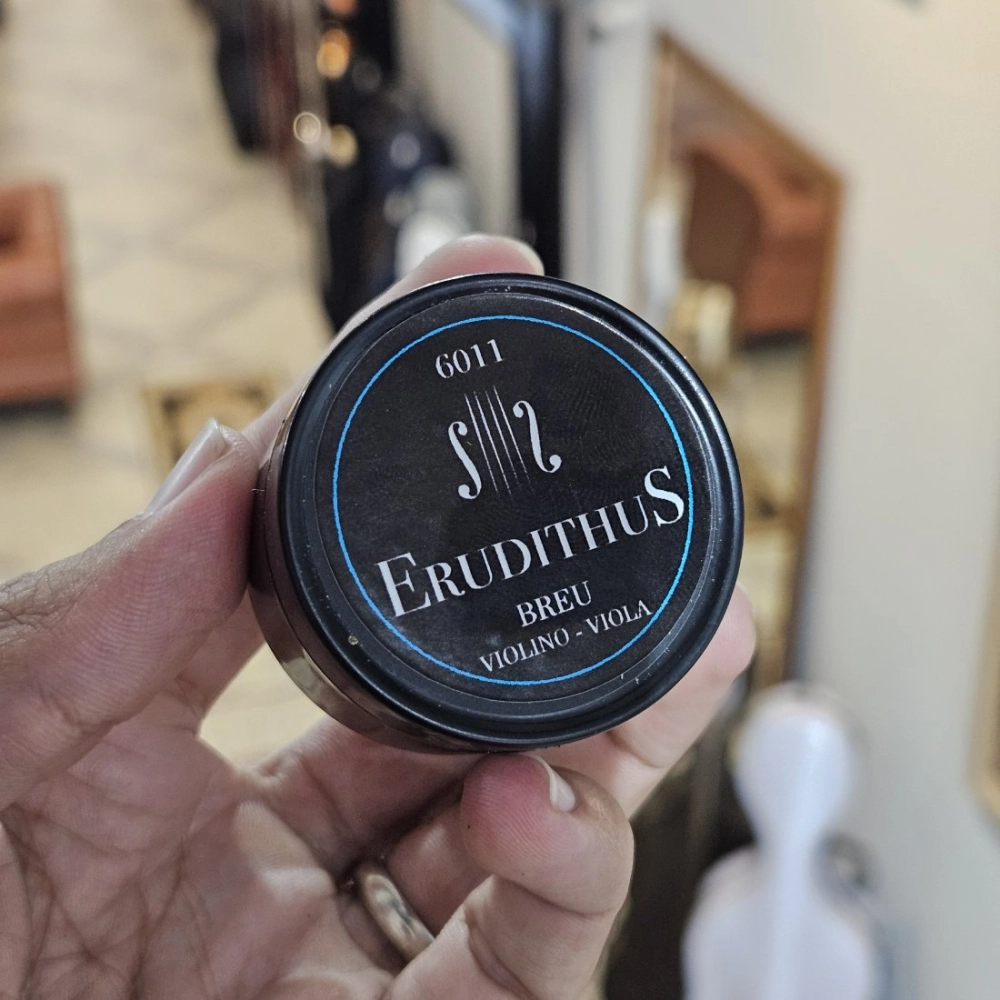 6011
ERUDITHUS
BREU
VIOLINO - VIOLA